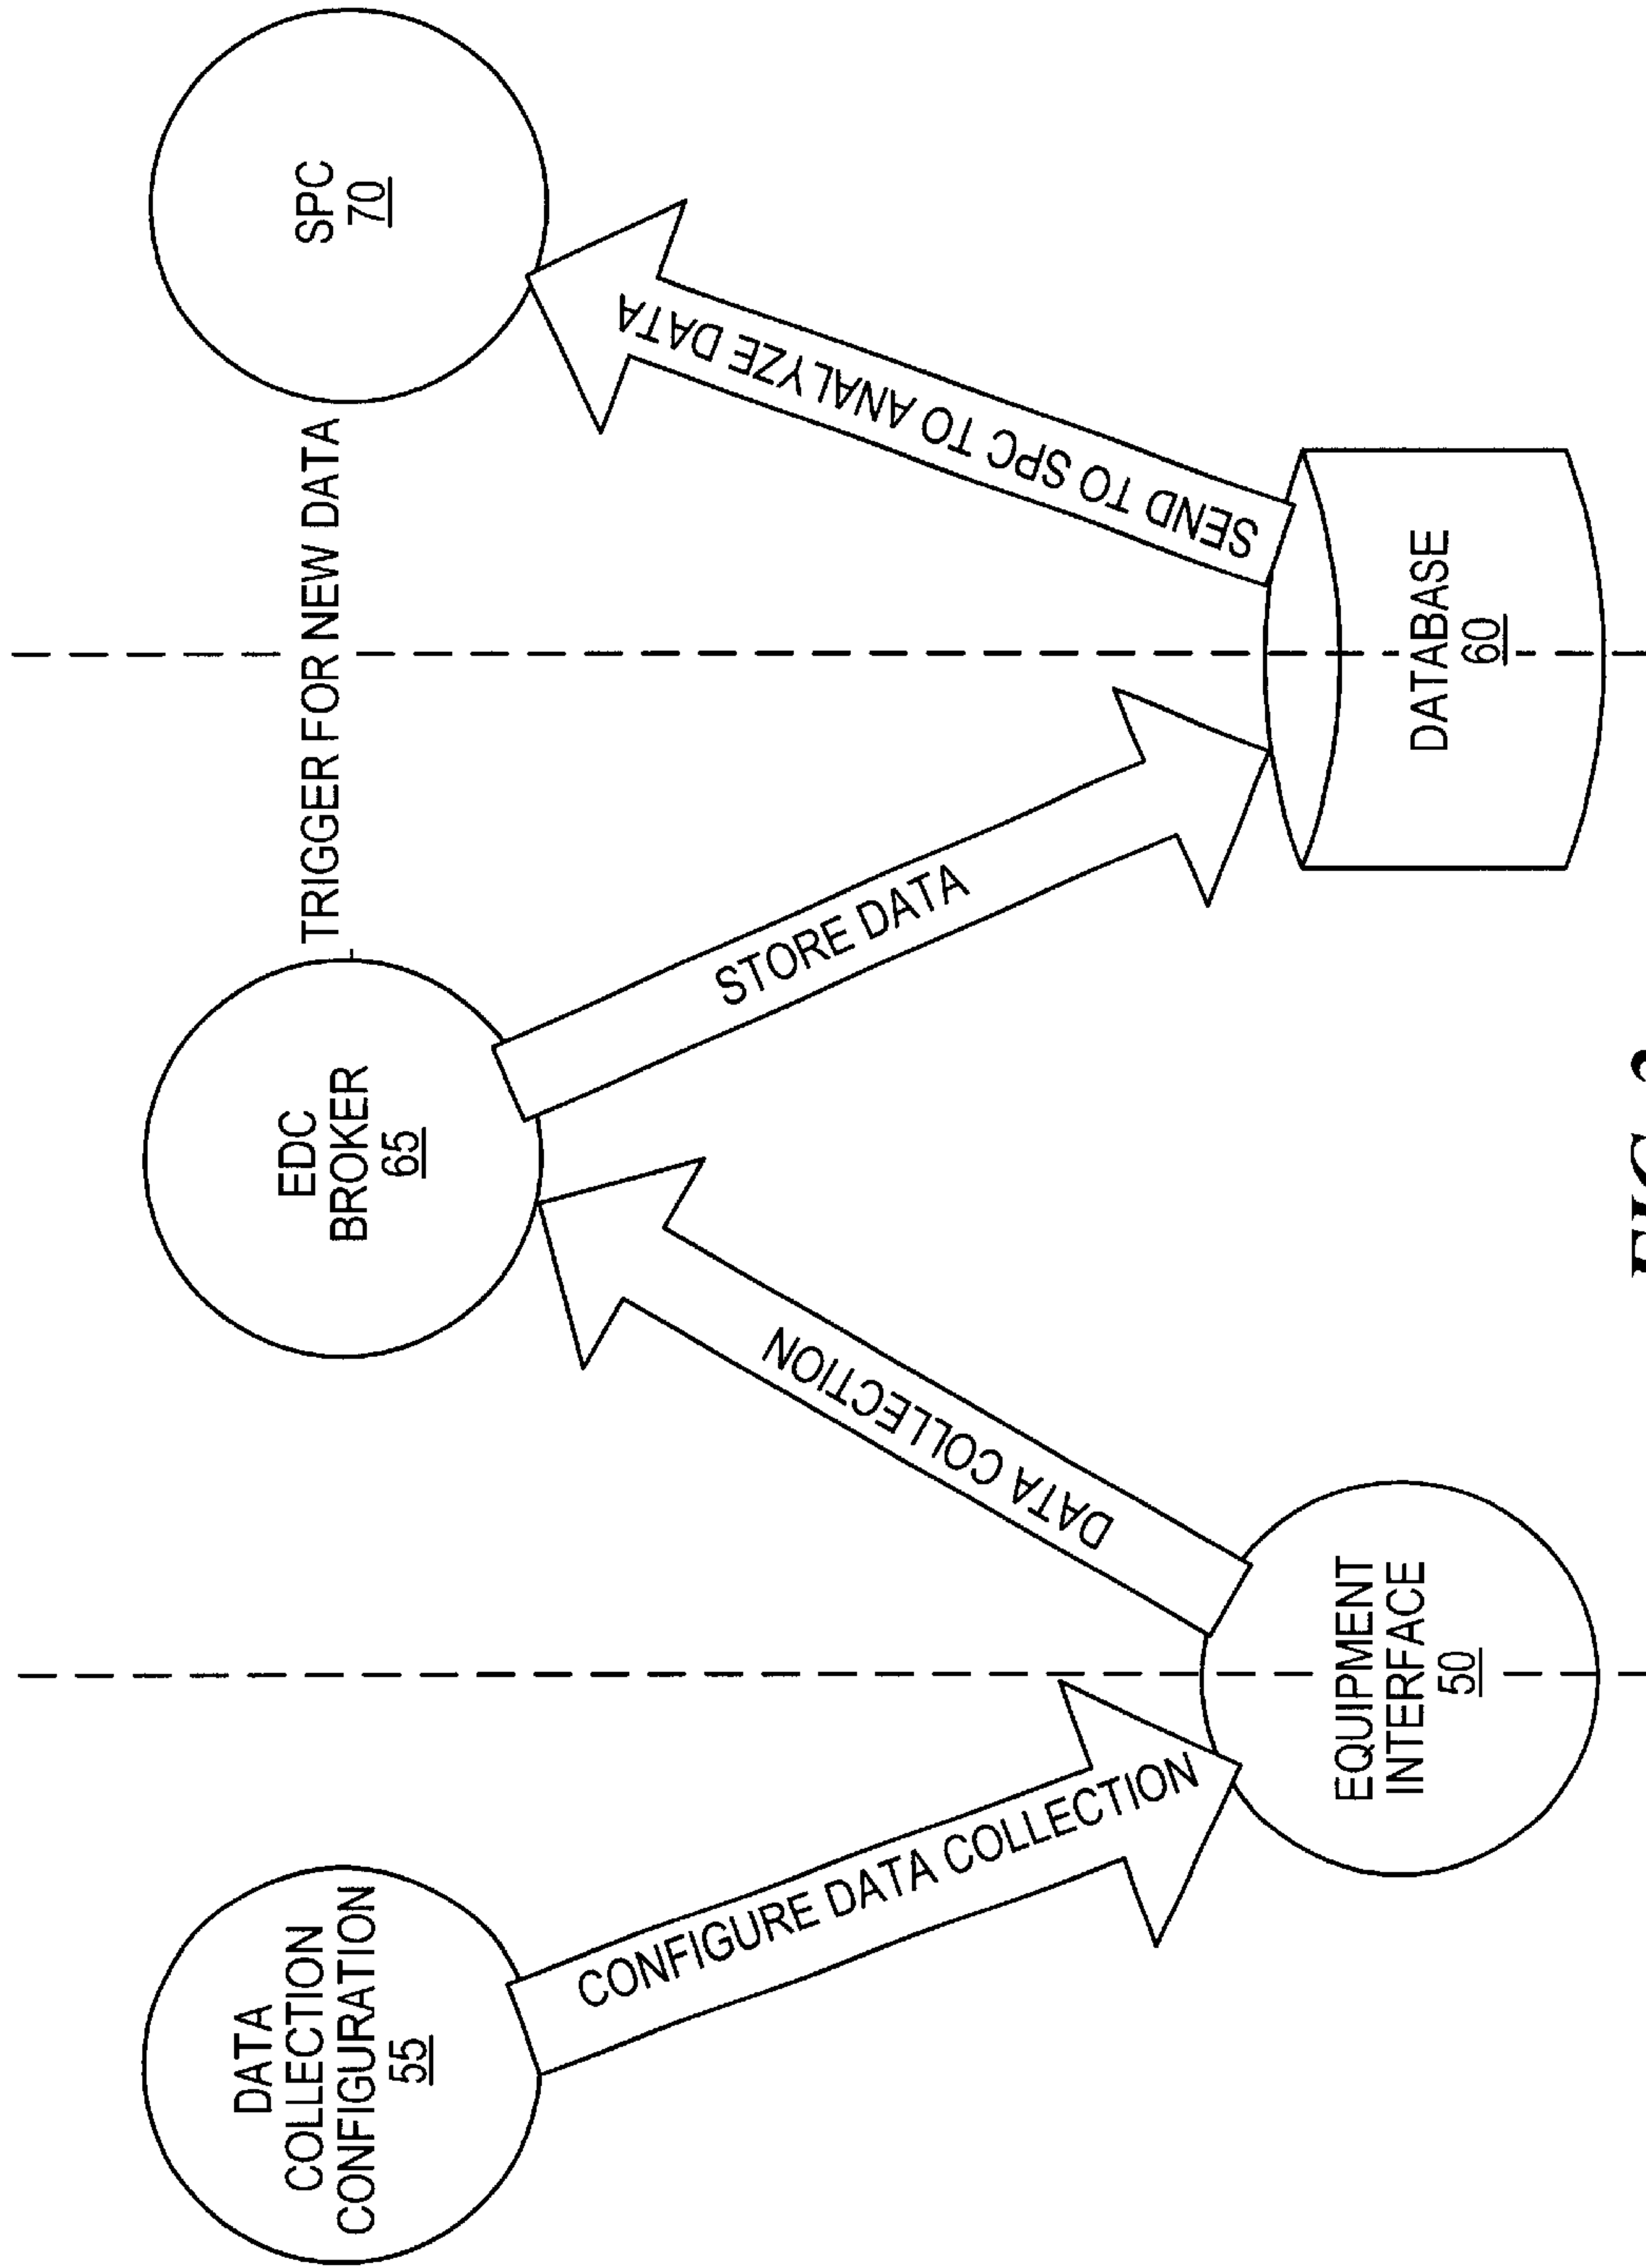 DATA
COLLECTION
CONFIGURATION
55
CONFIGURE DATA COLLECTION
EQUIPMENT
INTERFACE
50
DATA COLLECTION
EDC
BROKER
65
STORE DATA
TRIGGER FOR NEW DATA
DATABASE
60
SEND TO SPC TO ANALYZE DATA
SPC
70